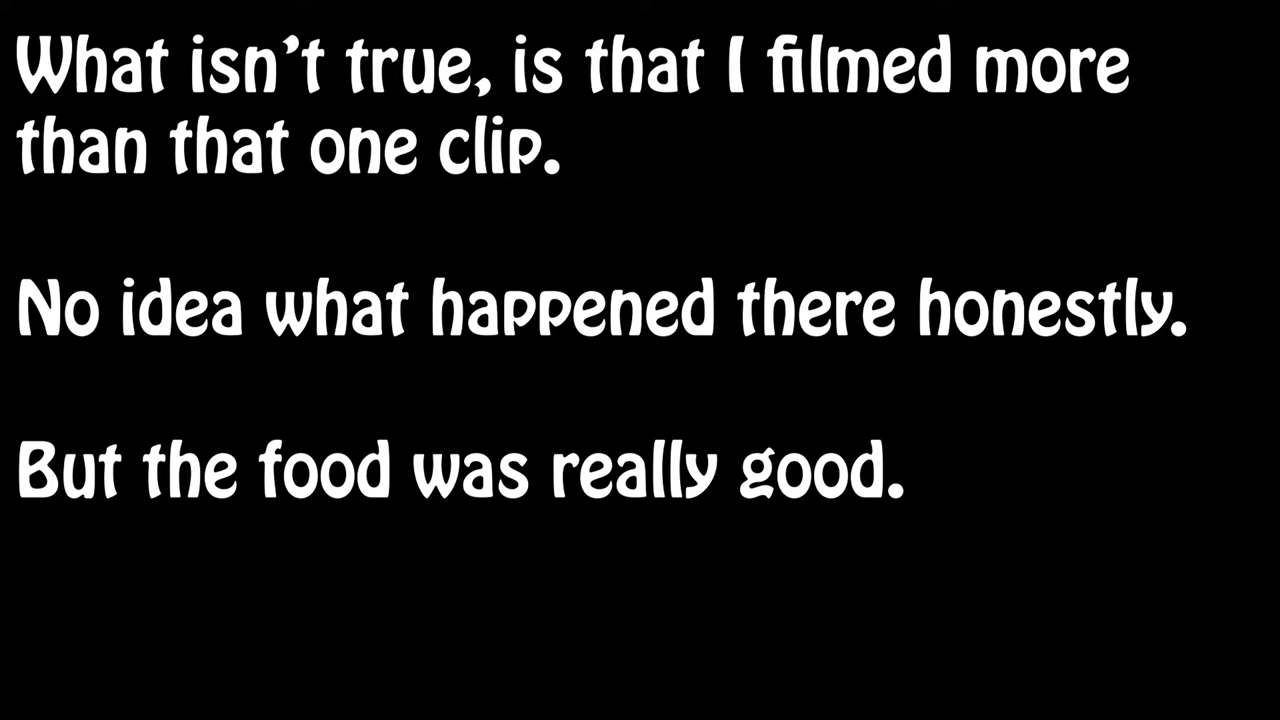 What isn’t true, is that I filmed more
than that one clip.
No idea what happened there honestly.
But the food was really good.